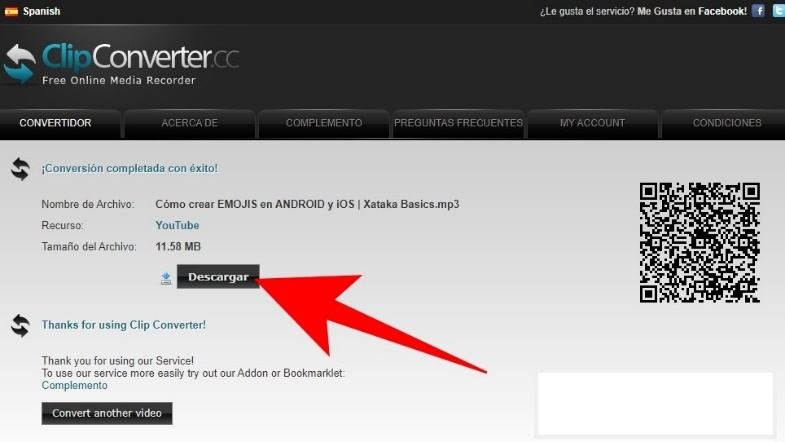 Spanish
¿Le gusta el servicio? Me Gusta en Facebook!
ClipConverter.cc
Free Online Media Recorder
CONVERTIDOR
ACERCA DE
COMPLEMENTO
PREGUNTAS FRECUENTES
MY ACCOUNT
CONDICIONES
¡Conversión completada con éxito!
Nombre de Archivo: Cómo crear EMOJIS en ANDROID y iOS | Xataka Basics.mp3
Recurso: YouTube
Tamaño del Archivo: 11.58 MB
Descargar
Thanks for using Clip Converter!
Thank you for using our Service!
To use our service more easily try out our Addon or Bookmarklet:
Complemento
Convert another video